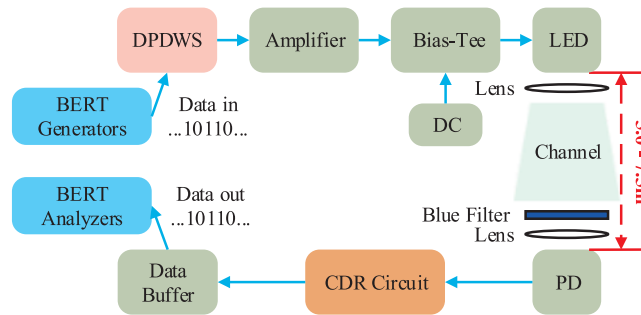 DPDWS
Amplifier
Bias-Tee
LED
BERT
Generators
Data in
...10110...
DC
Lens
Channel
BERT
Analyzers
Data out
...10110...
Blue Filter
Lens
Data
Buffer
CDR Circuit
PD